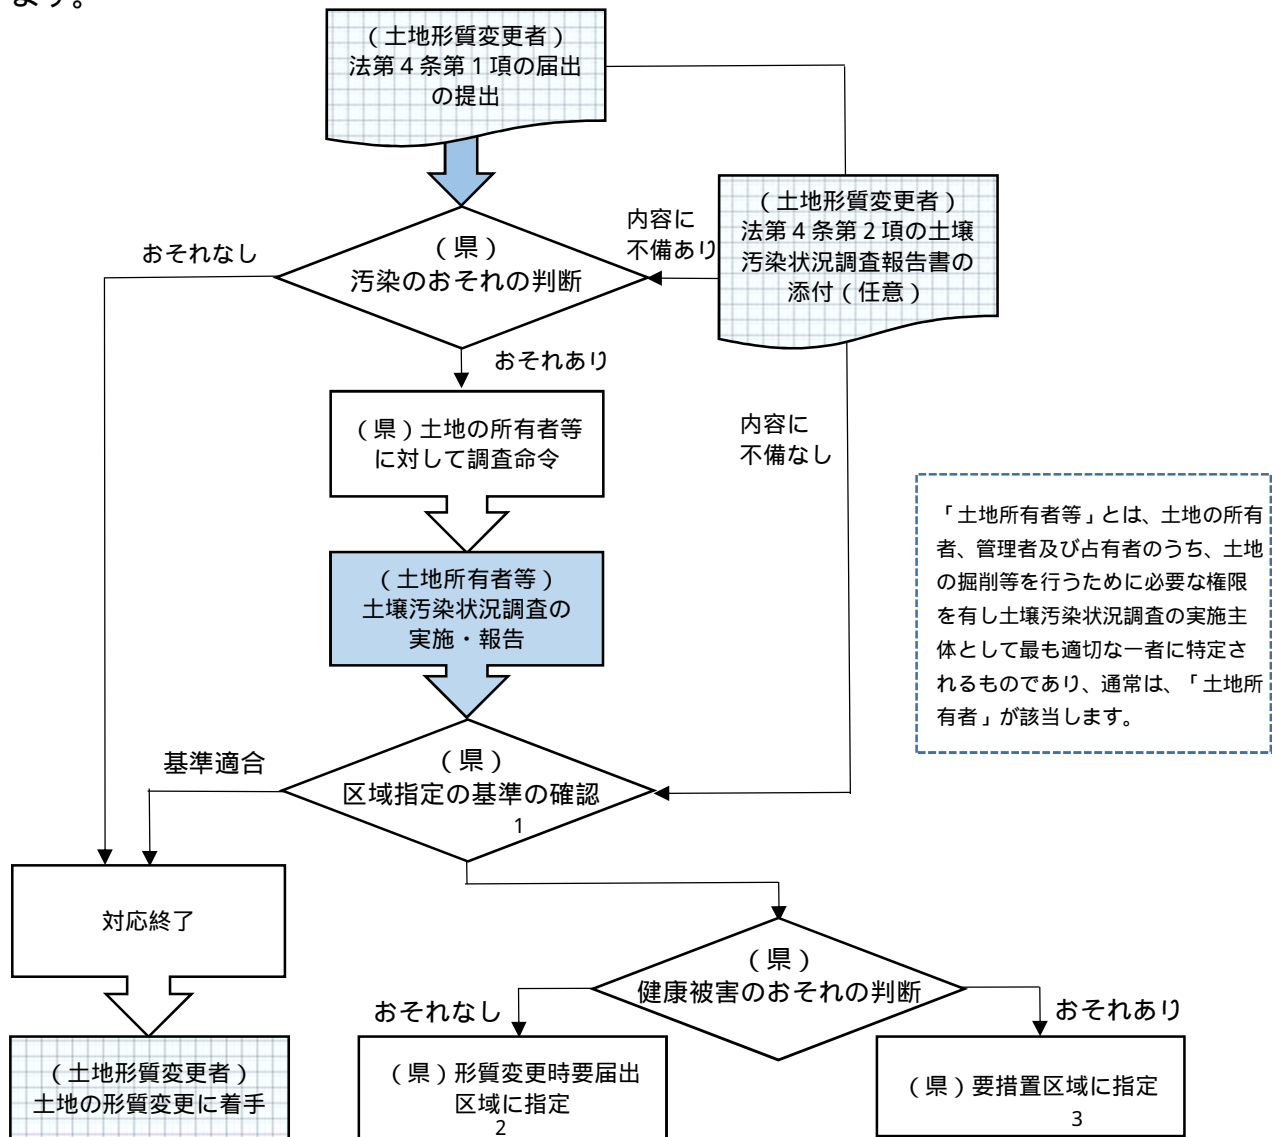 ます。
（土地形質変更者）
法第４条第１項の届出
の提出
（土地形質変更者）
法第４条第２項の土壌
汚染状況調査報告書の
添付（任意）
内容に
不備あり
おそれなし
（県）
汚染のおそれの判断
おそれあり
（県）土地の所有者等
に対して調査命令
内容に
不備なし
「土地所有者等」とは、土地の所有
者、管理者及び占有者のうち、土地
の掘削等を行うために必要な権限
を有し土壌汚染状況調査の実施主
体として最も適切な一者に特定さ
れるものであり、通常は、「土地所
有者」が該当します。
（土地所有者等）
土壌汚染状況調査の
実施・報告
基準適合
（県）
区域指定の基準の確認
1
対応終了
（県）
健康被害のおそれの判断
おそれなし
おそれあり
（土地形質変更者）
土地の形質変更に着手
（県）形質変更時要届出
区域に指定
2
（県）要措置区域に指定
3